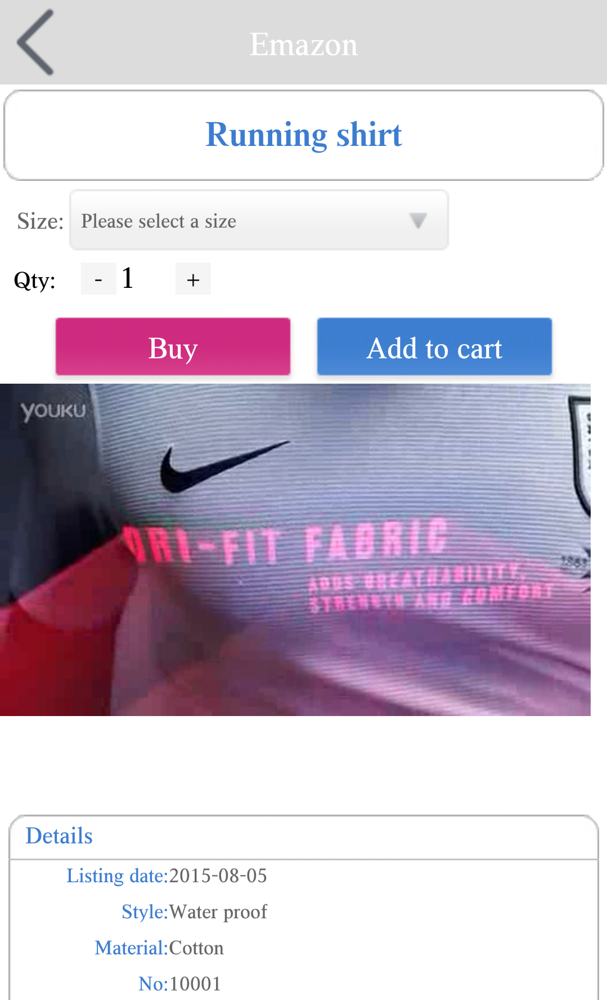 Emazon
Running shirt
Size: Please select a size
Qty: - 1 +
Buy Add to cart
YOUKU
DRI-FIT FABRIC
ADDS BREATHABILITY,
STRENGTH AND COMFORT
Details
Listing date:2015-08-05
Style:Water proof
Material:Cotton
No:10001